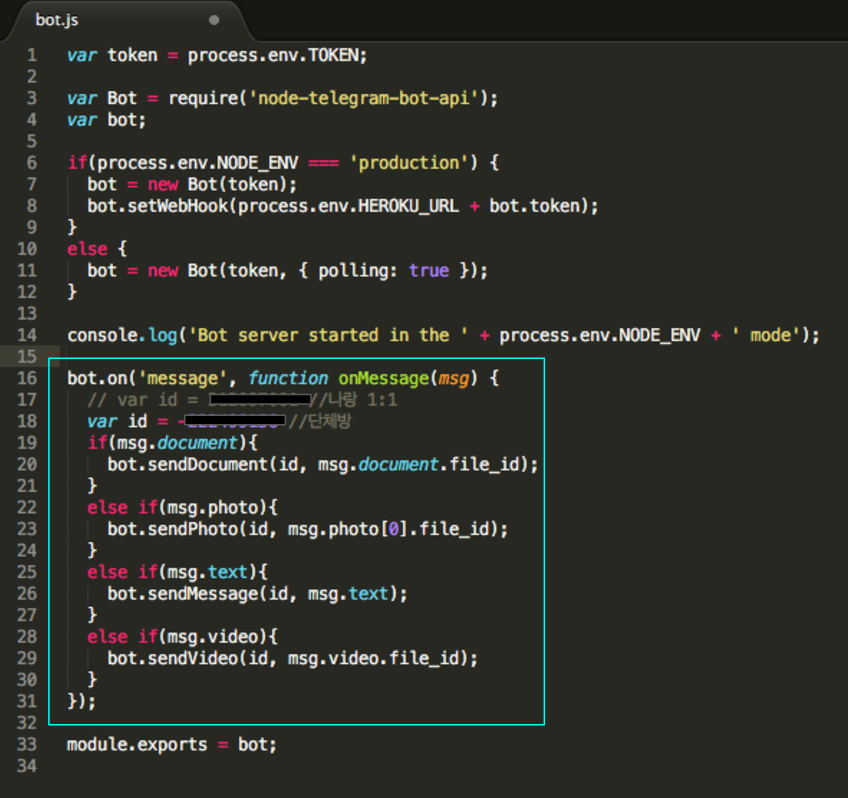 bot.js
1 var token = process.env.TOKEN;
2
3 var Bot = require('node-telegram-bot-api');
4 var bot;
5
6 if(process.env.NODE_ENV === 'production') {
7 bot = new Bot(token);
8 bot.setWebHook(process.env.HEROKU_URL + bot.token);
9 }
10 else {
11 bot = new Bot(token, { polling: true });
12 }
13
14 console.log('Bot server started in the ' + process.env.NODE_ENV + ' mode');
15
16 bot.on('message', function onMessage(msg) {
17 // var id = //나랑 1:1
18 var id = - //단체방
19 if(msg.document){
20 bot.sendDocument(id, msg.document.file_id);
21 }
22 else if(msg.photo){
23 bot.sendPhoto(id, msg.photo[0].file_id);
24 }
25 else if(msg.text){
26 bot.sendMessage(id, msg.text);
27 }
28 else if(msg.video){
29 bot.sendVideo(id, msg.video.file_id);
30 }
31 });
32
33 module.exports = bot;
34